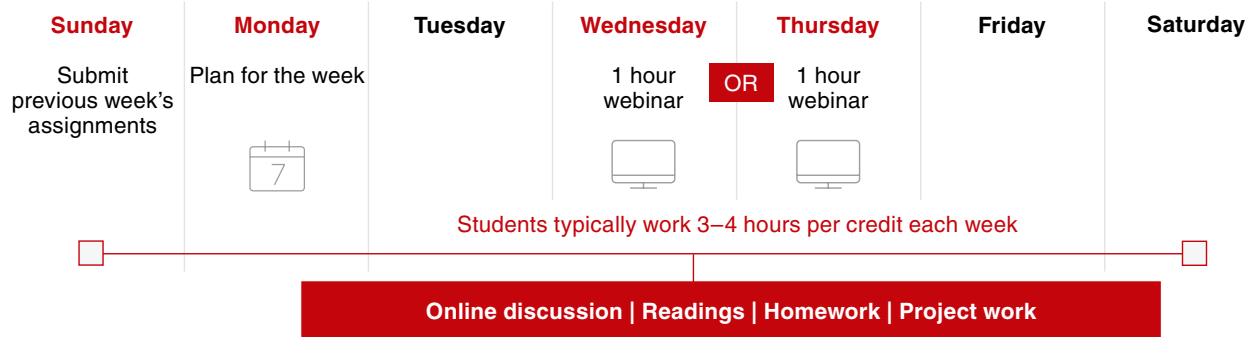 Sunday
Monday
Tuesday
Wednesday
Thursday
Friday
Saturday
Submit
previous week's
assignments
Plan for the week
7
1 hour
webinar
OR
1 hour
webinar
Students typically work 3–4 hours per credit each week
Online discussion | Readings | Homework | Project work